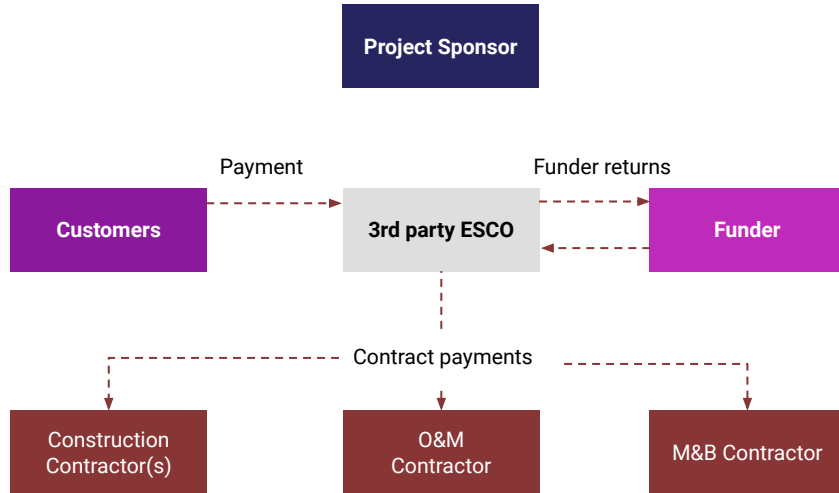 Project Sponsor
Payment
Funder returns
Customers
3rd party ESCO
Funder
Contract payments
Construction
Contractor(s)
O&M
Contractor
M&B Contractor